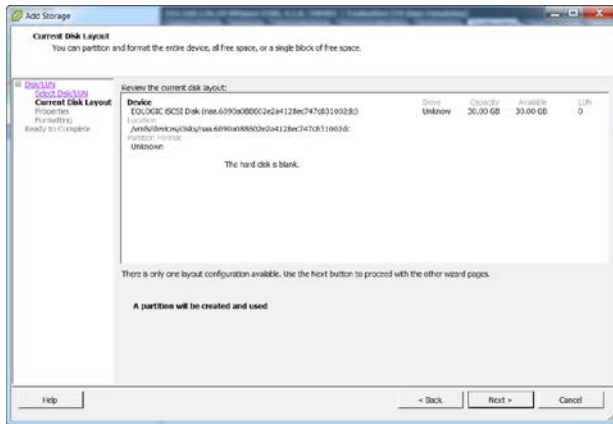 Add Storage
Current Disk Layout
You can partition and format the entire device, all free space, or a single block of free space.
Disk/LUN
Select Disk/LUN
Current Disk Layout
Properties
Formatting
Ready to Complete
Review the current disk layout:
Device Drive Capacity Available LUN
EQLOGIC iSCSI Disk (naa.6090a088602e2a4128ec747c831002dc) Unknown 30.00 GB 30.00 GB 0
Location
/vmfs/devices/disks/naa.6090a088602e2a4128ec747c831002dc
Partition Format
Unknown
The hard disk is blank.
There is only one layout configuration available. Use the Next button to proceed with the other wizard pages.
A partition will be created and used
Help
< Back Next > Cancel